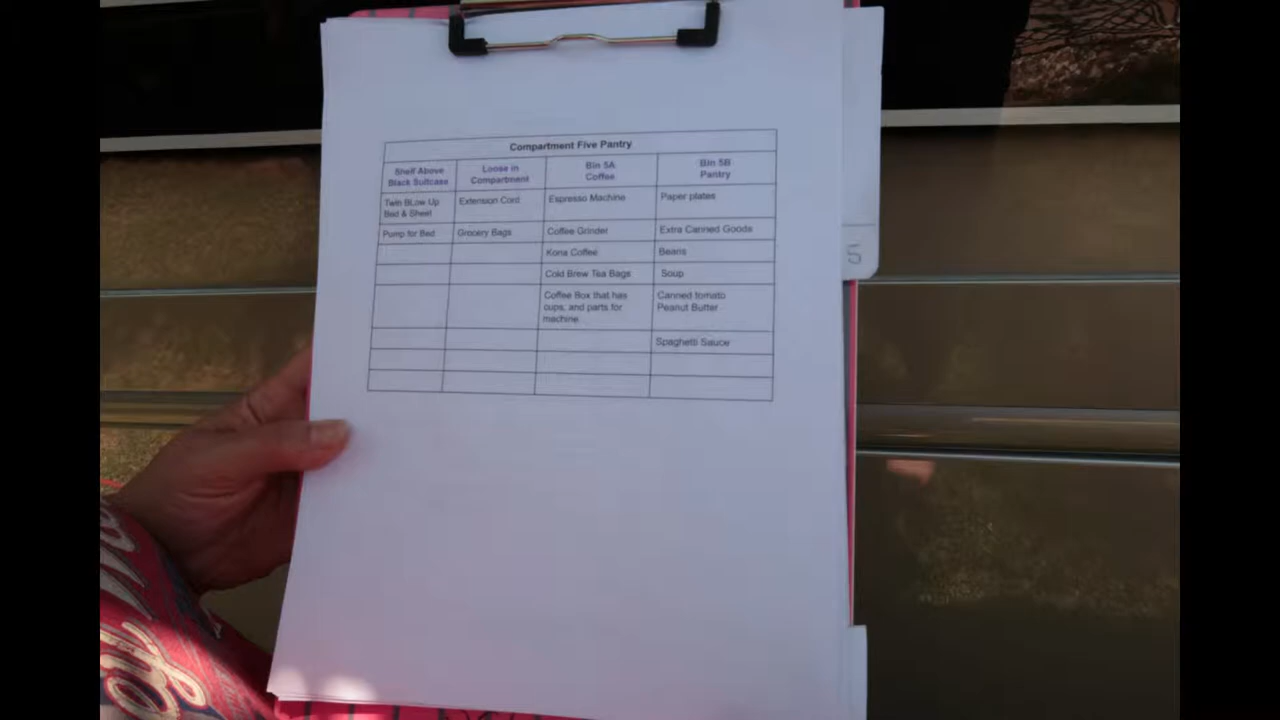 Compartment Five Pantry
Shelf Above
Black Suitcase
Loose in
Compartment
Bin 5A
Coffee
Bin 5B
Pantry
Twin BLow Up
Bed & Sheet
Extension Cord
Espresso Machine
Paper plates
Pump for Bed
Grocery Bags
Coffee Grinder
Extra Canned Goods
Kona Coffee
Beans
Cold Brew Tea Bags
Soup
Coffee Box that has
cups, and parts for
machine
Canned tomato
Peanut Butter
Spaghetti Sauce
5